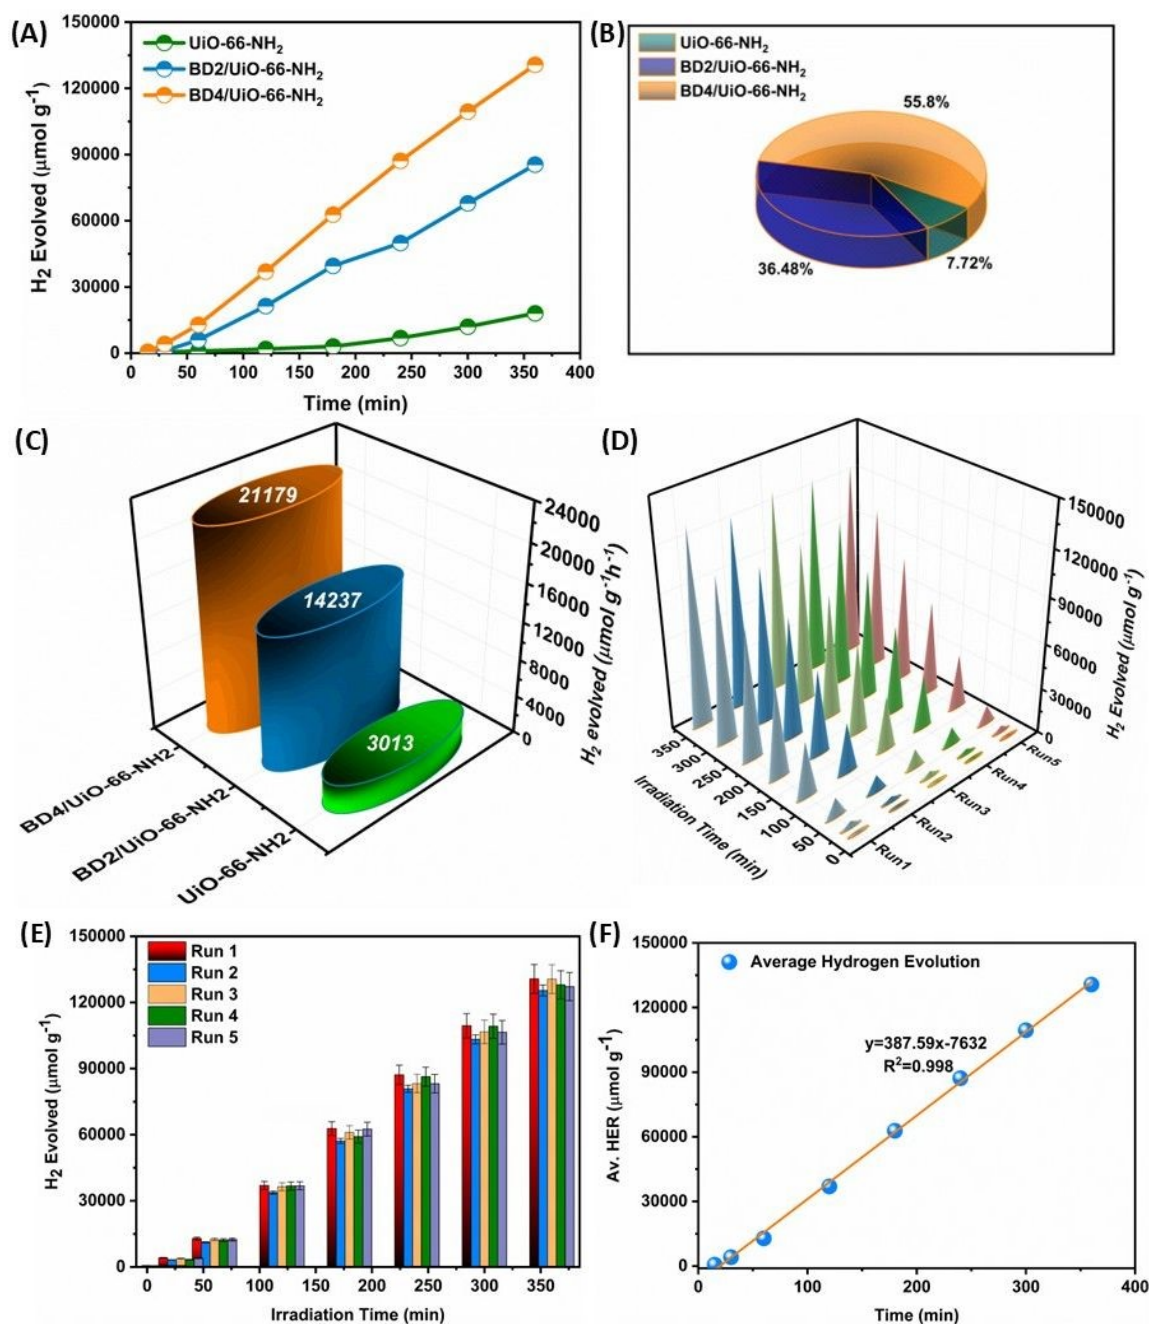 (A)
150000
120000
90000
60000
30000
0
H₂ Evolved (μmol g⁻¹)
UiO-66-NH₂
BD2/UiO-66-NH₂
BD4/UiO-66-NH₂
0 50 100 150 200 250 300 350 400
Time (min)
(B)
UiO-66-NH₂
BD2/UiO-66-NH₂
BD4/UiO-66-NH₂
55.8%
36.48%
7.72%
(C)
21179
14237
3013
24000
20000
16000
12000
8000
4000
0
H₂ evolved (μmol g⁻¹h⁻¹)
BD4/UiO-66-NH2
BD2/UiO-66-NH2
UiO-66-NH2
(D)
150000
120000
90000
60000
30000
0
H₂ Evolved (μmol g⁻¹)
350
300
250
200
150
100
50
0
Irradiation Time (min)
Run5
Run4
Run3
Run2
Run1
(E)
150000
120000
90000
60000
30000
0
H₂ Evolved (μmol g⁻¹)
Run 1
Run 2
Run 3
Run 4
Run 5
0 50 100 150 200 250 300 350
Irradiation Time (min)
(F)
150000
120000
90000
60000
30000
0
Av. HER (μmol g⁻¹)
Average Hydrogen Evolution
y=387.59x-7632
R²=0.998
0 100 200 300 400
Time (min)